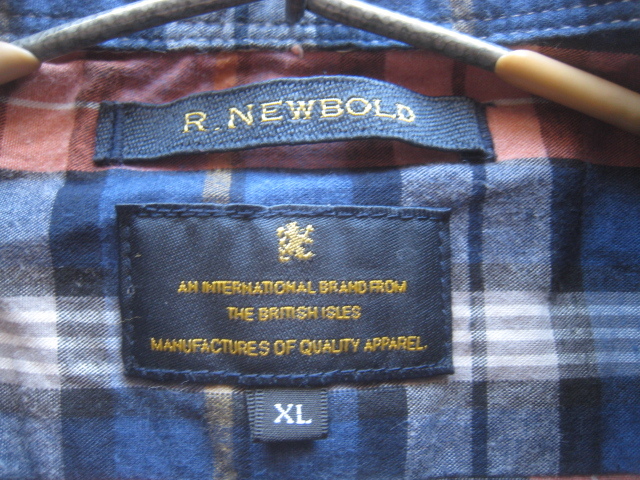 R. NEWBOLD
AN INTERNATIONAL BRAND FROM
THE BRITISH ISLES
MANUFACTURES OF QUALITY APPAREL.
XL